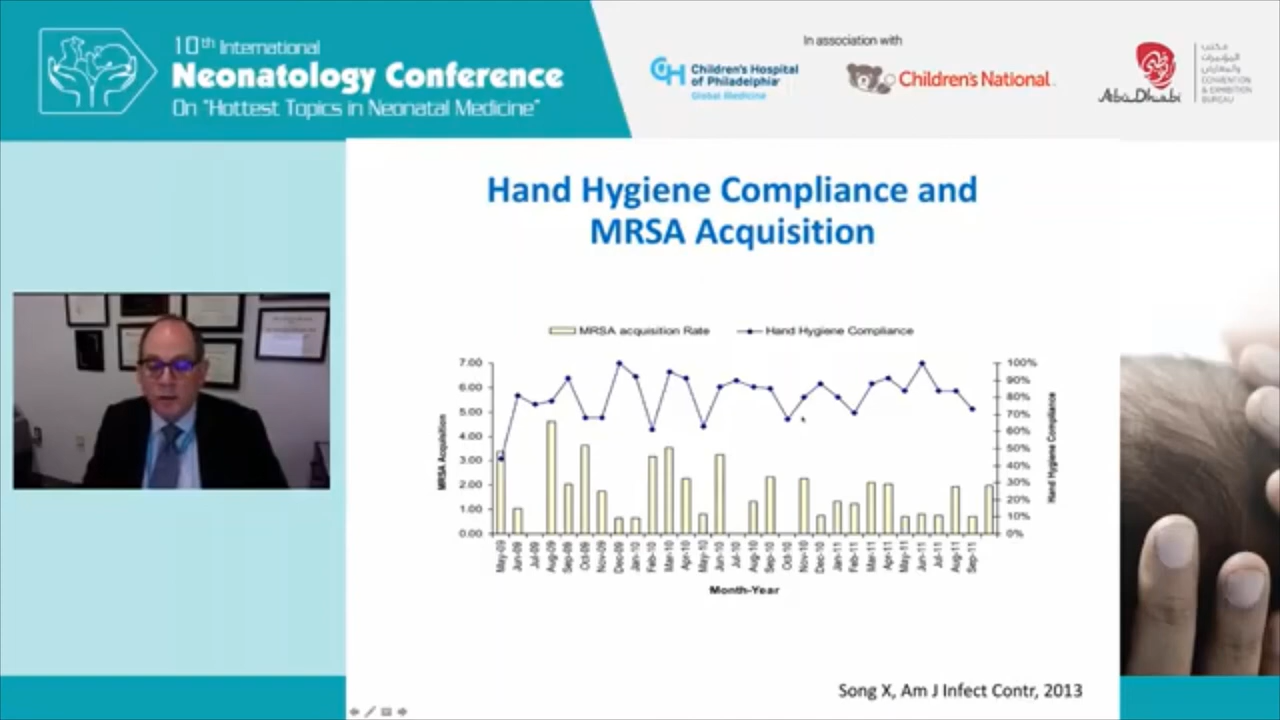 10th International
Neonatology Conference
On "Hottest Topics in Neonatal Medicine"
In association with
Children's Hospital
of Philadelphia
Global Medicine
Children's National
Abu Dhabi
مكتب
المؤتمرات
والمعارض
CONVENTION
& EXHIBITION
BUREAU
Hand Hygiene Compliance and
MRSA Acquisition
MRSA acquisition Rate
Hand Hygiene Compliance
7.00
6.00
5.00
4.00
3.00
2.00
1.00
0.00
MRSA Acquisition
100%
90%
80%
70%
60%
50%
40%
30%
20%
10%
0%
Hand Hygiene Compliance
May-09
Jun-09
Jul-09
Aug-09
Sep-09
Oct-09
Nov-09
Dec-09
Jan-10
Feb-10
Mar-10
Apr-10
May-10
Jun-10
Jul-10
Aug-10
Sep-10
Oct-10
Nov-10
Dec-10
Jan-11
Feb-11
Mar-11
Apr-11
May-11
Jun-11
Jul-11
Aug-11
Sep-11
Month-Year
Song X, Am J Infect Contr, 2013